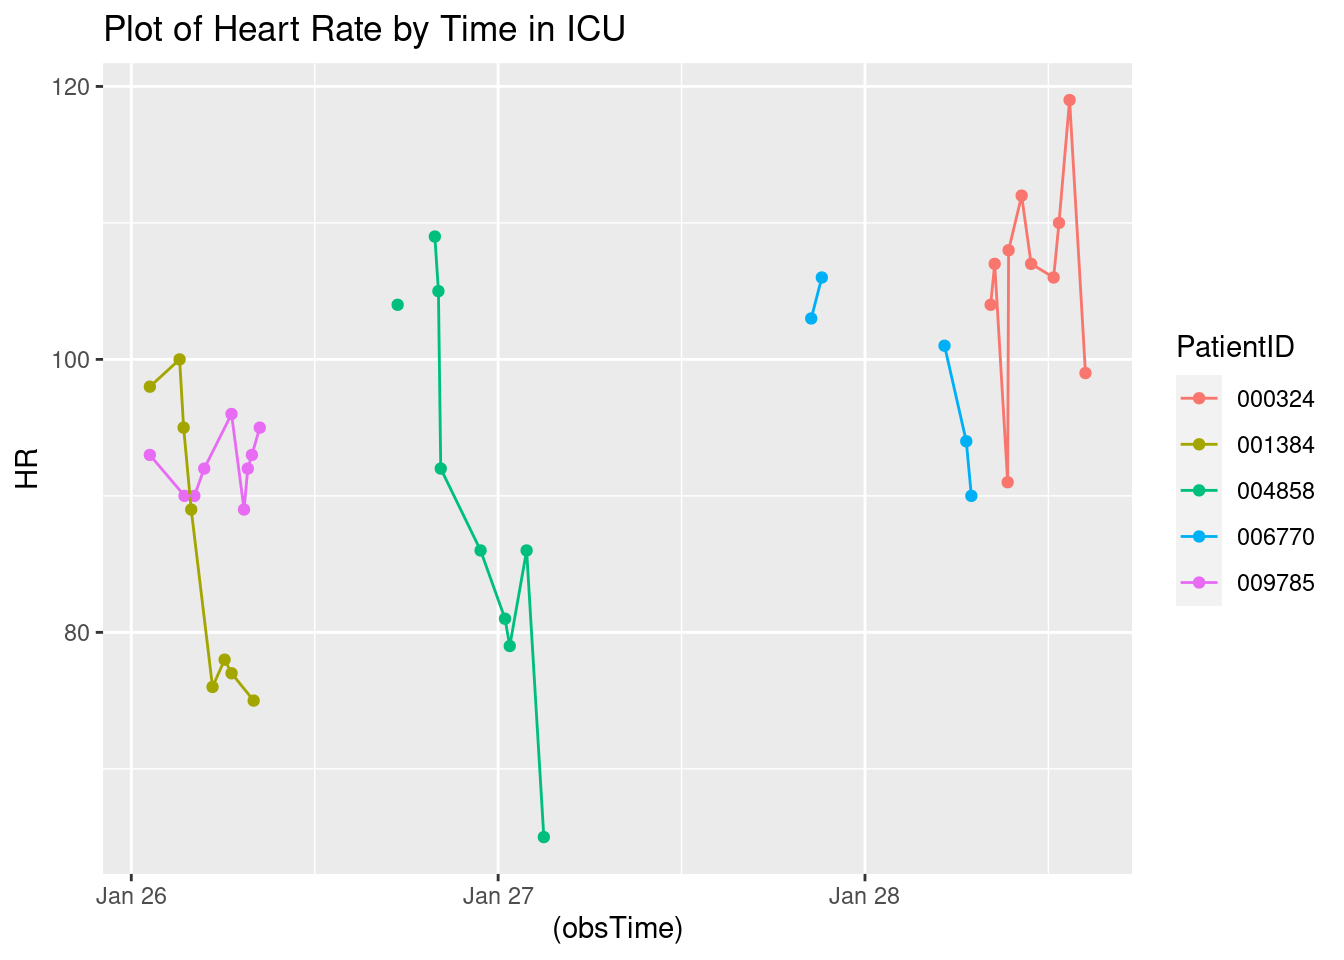 Plot of Heart Rate by Time in ICU
120
100
80
HR
Jan 26
Jan 27
Jan 28
(obsTime)
PatientID
000324
001384
004858
006770
009785